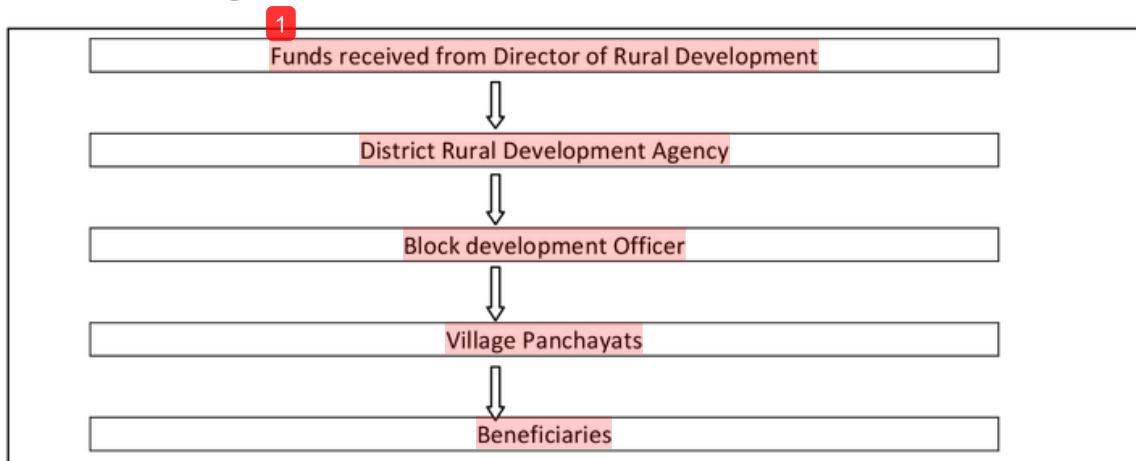 1
Funds received from Director of Rural Development
District Rural Development Agency
Block development Officer
Village Panchayats
Beneficiaries